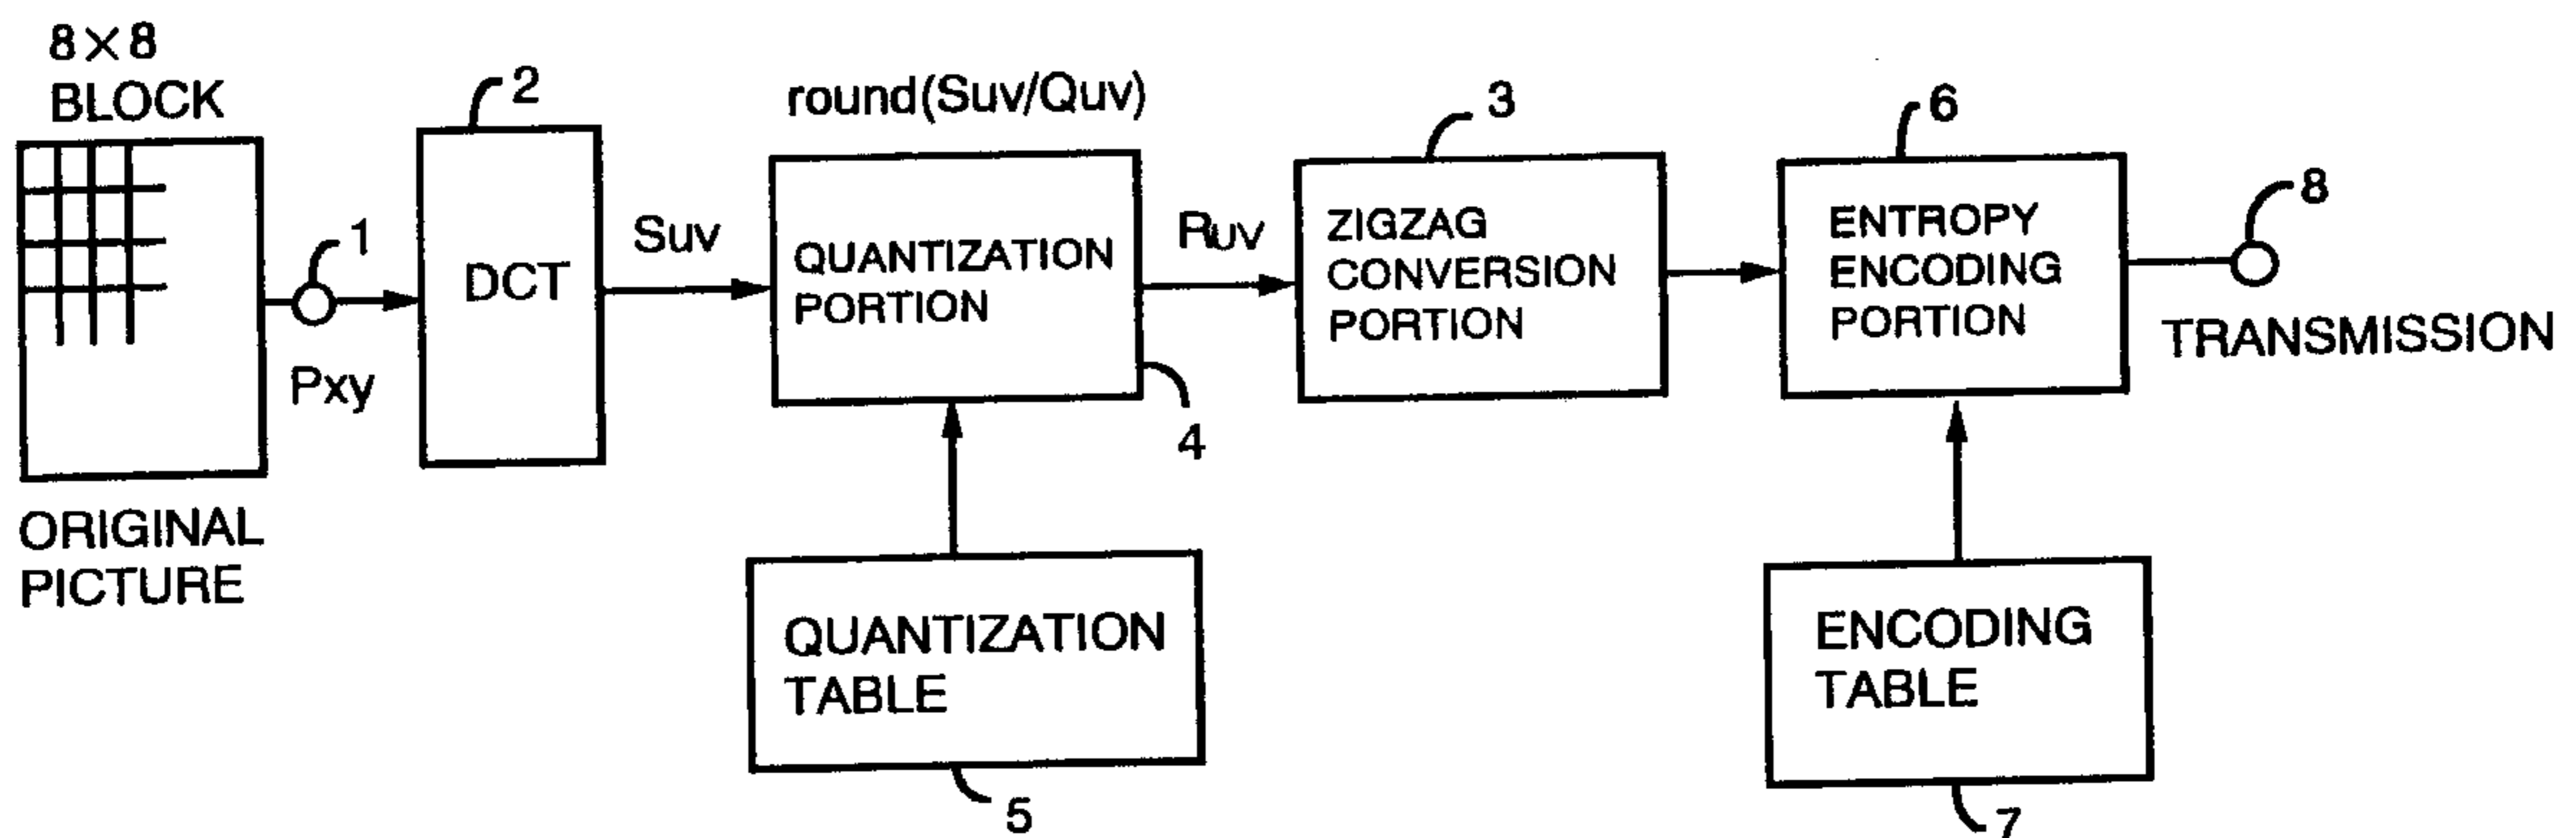 8×8
BLOCK
ORIGINAL
PICTURE
1
Pxy
2
DCT
Suv
round(Suv/Quv)
QUANTIZATION
PORTION
4
QUANTIZATION
TABLE
5
Ruv
3
ZIGZAG
CONVERSION
PORTION
6
ENTROPY
ENCODING
PORTION
ENCODING
TABLE
7
8
TRANSMISSION